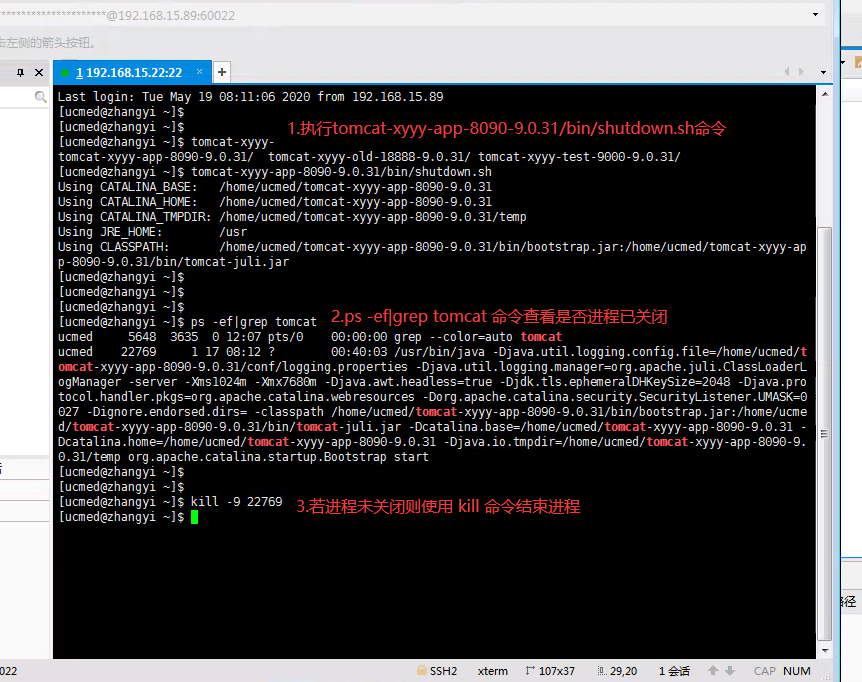 **********************@192.168.15.89:60022
击左侧的箭头按钮。
1 192.168.15.22:22 × +
Last login: Tue May 19 08:11:06 2020 from 192.168.15.89
[ucmed@zhangyi ~]$
[ucmed@zhangyi ~]$
1.执行tomcat-xyyy-app-8090-9.0.31/bin/shutdown.sh命令
[ucmed@zhangyi ~]$ tomcat-xyyy-
tomcat-xyyy-app-8090-9.0.31/  tomcat-xyyy-old-18888-9.0.31/ tomcat-xyyy-test-9000-9.0.31/
[ucmed@zhangyi ~]$ tomcat-xyyy-app-8090-9.0.31/bin/shutdown.sh
Using CATALINA_BASE:   /home/ucmed/tomcat-xyyy-app-8090-9.0.31
Using CATALINA_HOME:   /home/ucmed/tomcat-xyyy-app-8090-9.0.31
Using CATALINA_TMPDIR: /home/ucmed/tomcat-xyyy-app-8090-9.0.31/temp
Using JRE_HOME:        /usr
Using CLASSPATH:       /home/ucmed/tomcat-xyyy-app-8090-9.0.31/bin/bootstrap.jar:/home/ucmed/tomcat-xyyy-ap
p-8090-9.0.31/bin/tomcat-juli.jar
[ucmed@zhangyi ~]$
[ucmed@zhangyi ~]$
[ucmed@zhangyi ~]$
[ucmed@zhangyi ~]$ ps -ef|grep tomcat
2.ps -ef|grep tomcat 命令查看是否进程已关闭
ucmed     5648  3635  0 12:07 pts/0    00:00:00 grep --color=auto tomcat
ucmed    22769     1 17 08:12 ?        00:40:03 /usr/bin/java -Djava.util.logging.config.file=/home/ucmed/t
omcat-xyyy-app-8090-9.0.31/conf/logging.properties -Djava.util.logging.manager=org.apache.juli.ClassLoaderL
ogManager -server -Xms1024m -Xmx7680m -Djava.awt.headless=true -Djdk.tls.ephemeralDHKeySize=2048 -Djava.pro
tocol.handler.pkgs=org.apache.catalina.webresources -Dorg.apache.catalina.security.SecurityListener.UMASK=0
027 -Dignore.endorsed.dirs= -classpath /home/ucmed/tomcat-xyyy-app-8090-9.0.31/bin/bootstrap.jar:/home/ucme
d/tomcat-xyyy-app-8090-9.0.31/bin/tomcat-juli.jar -Dcatalina.base=/home/ucmed/tomcat-xyyy-app-8090-9.0.31 -
Dcatalina.home=/home/ucmed/tomcat-xyyy-app-8090-9.0.31 -Djava.io.tmpdir=/home/ucmed/tomcat-xyyy-app-8090-9.
0.31/temp org.apache.catalina.startup.Bootstrap start
[ucmed@zhangyi ~]$
[ucmed@zhangyi ~]$
[ucmed@zhangyi ~]$ kill -9 22769
3.若进程未关闭则使用 kill 命令结束进程
[ucmed@zhangyi ~]$
路径
022
SSH2 xterm 107x37 29,20 1 会话 CAP NUM